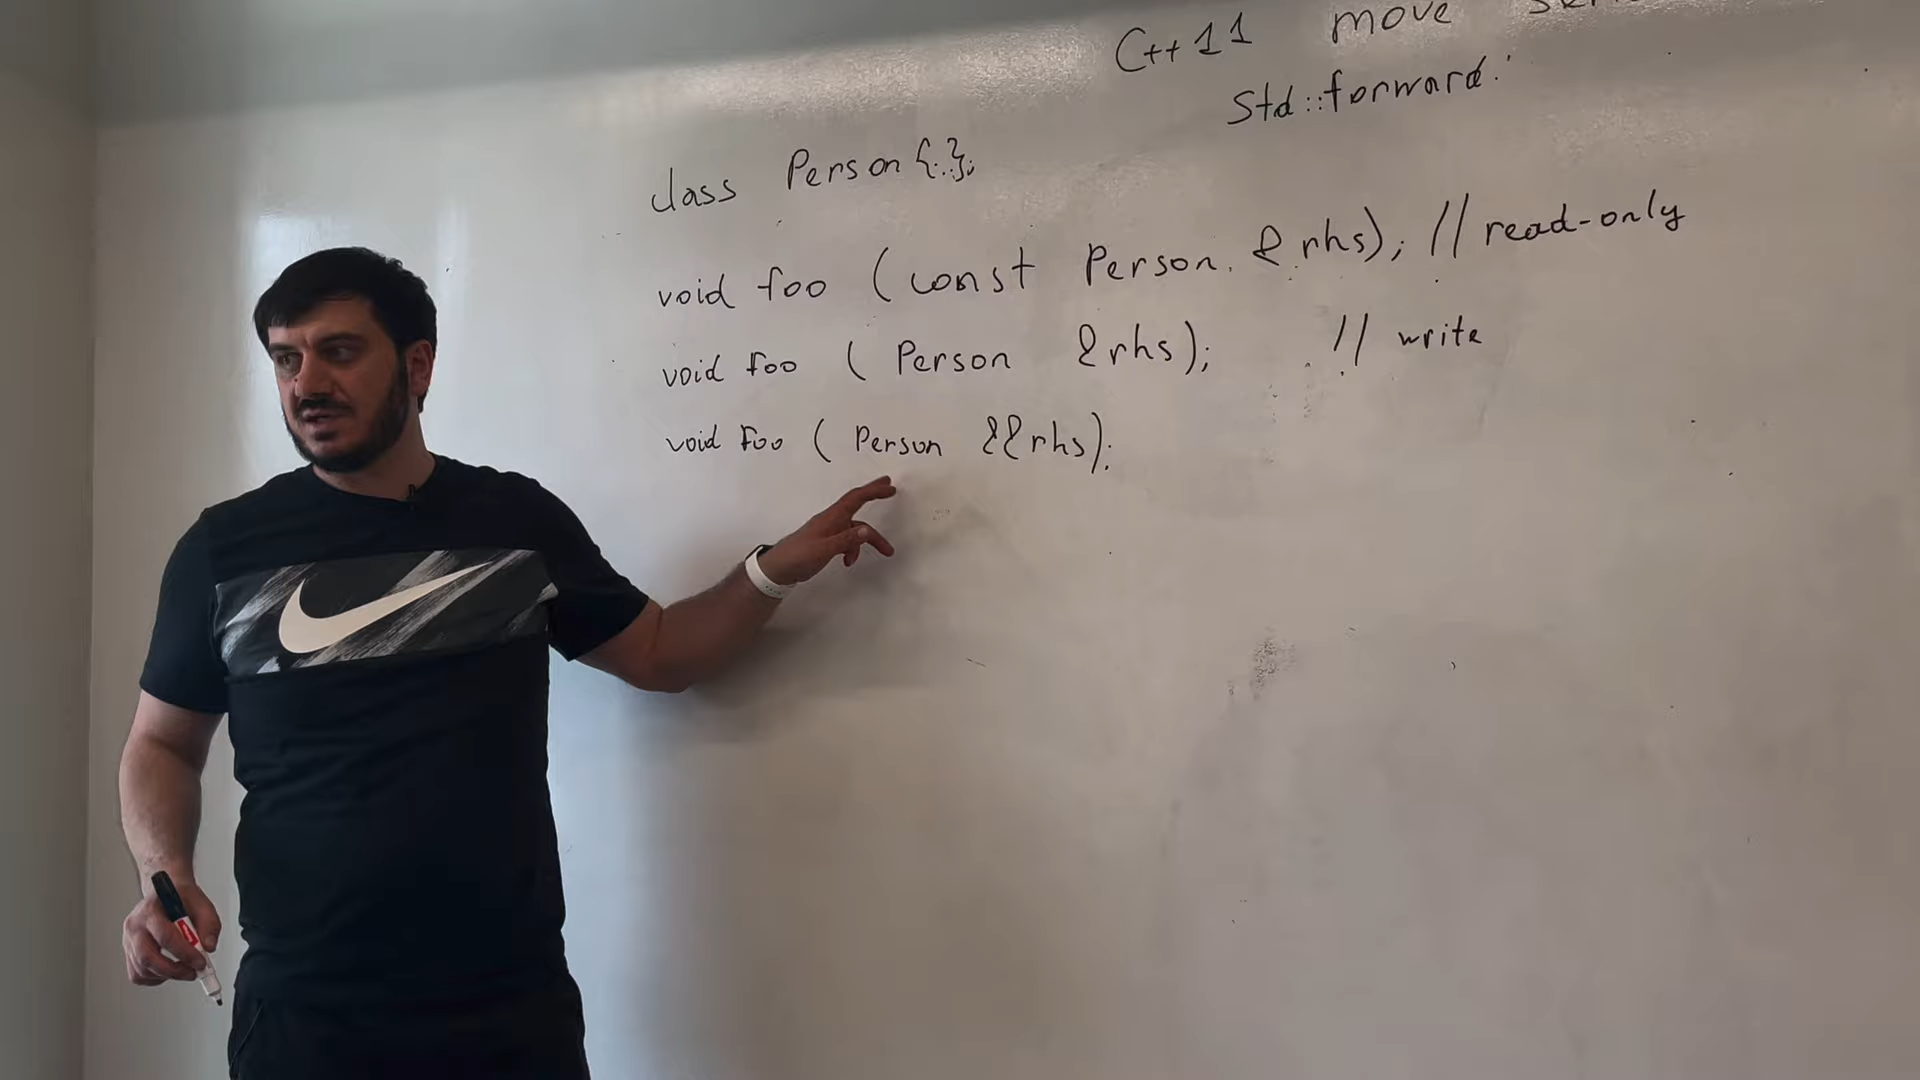 C++11 move
std::forward
class Person {...};
void foo (const Person & rhs); // read-only
void foo (Person &rhs); // write
void foo (Person &&rhs);